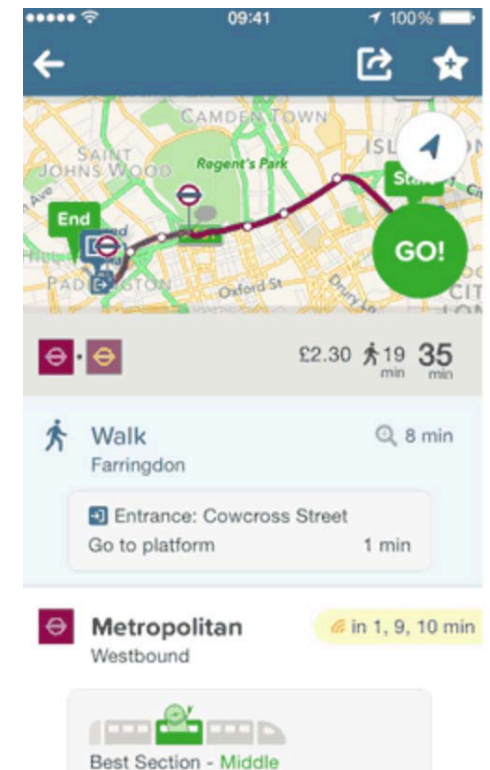 09:41
100%
CAMDEN TOWN
SAINT
JOHNS WOOD
Regent's Park
End
GO!
Oxford St
Drury Ln
£2.30 19 35
min min
Walk 8 min
Farringdon
Entrance: Cowcross Street
Go to platform 1 min
Metropolitan in 1, 9, 10 min
Westbound
Best Section - Middle